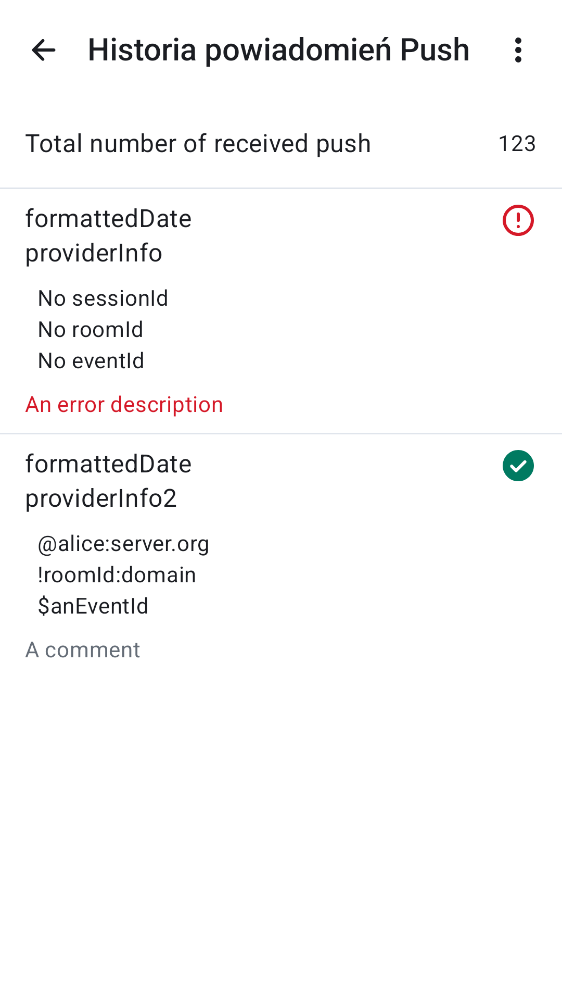 Historia powiadomień Push
Total number of received push 123
formattedDate
providerInfo
No sessionId
No roomId
No eventId
An error description
formattedDate
providerInfo2
@alice:server.org
!roomId:domain
$anEventId
A comment